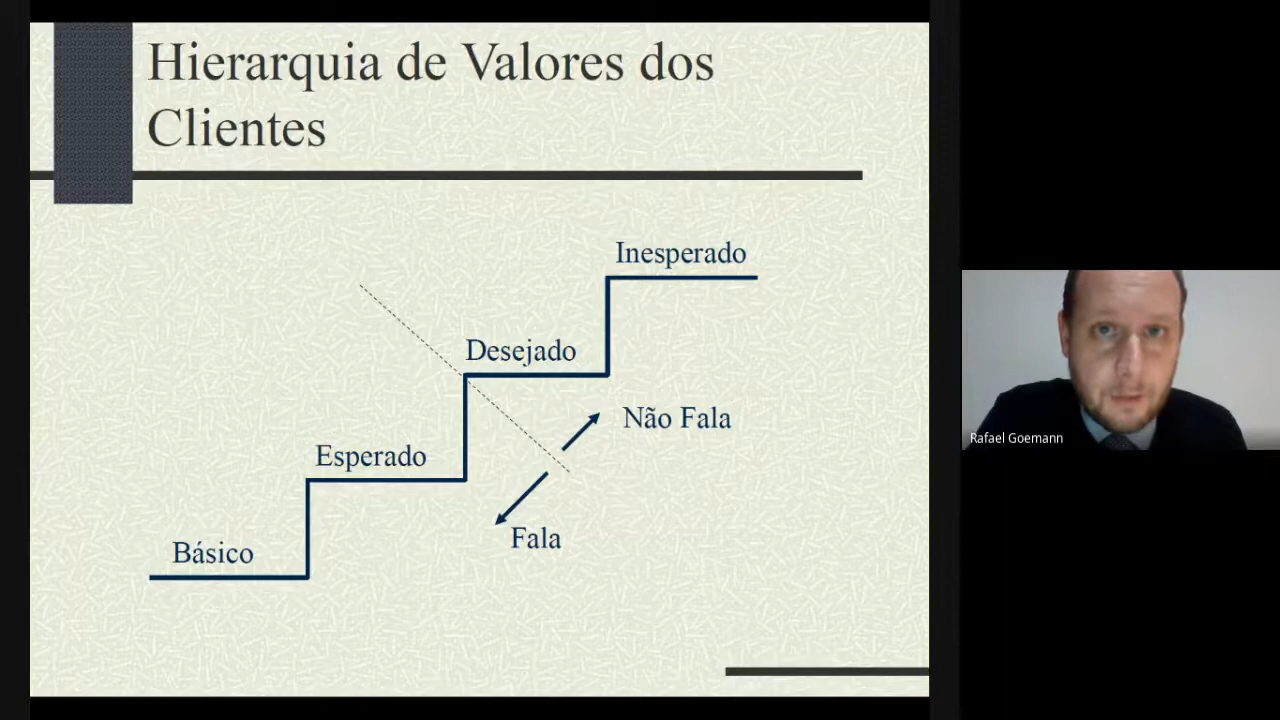 Hierarquia de Valores dos
Clientes
Inesperado
Desejado
Não Fala
Esperado
Fala
Básico
Rafael Goemann